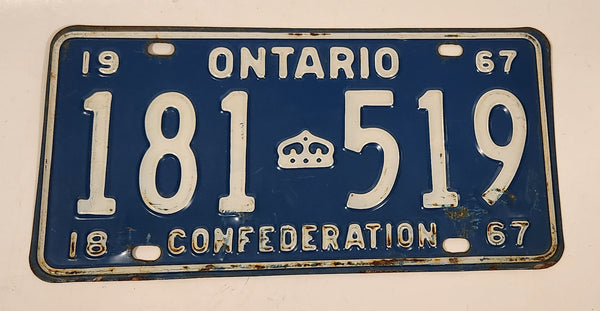 19 ONTARIO 67
181 519
18 CONFEDERATION 67